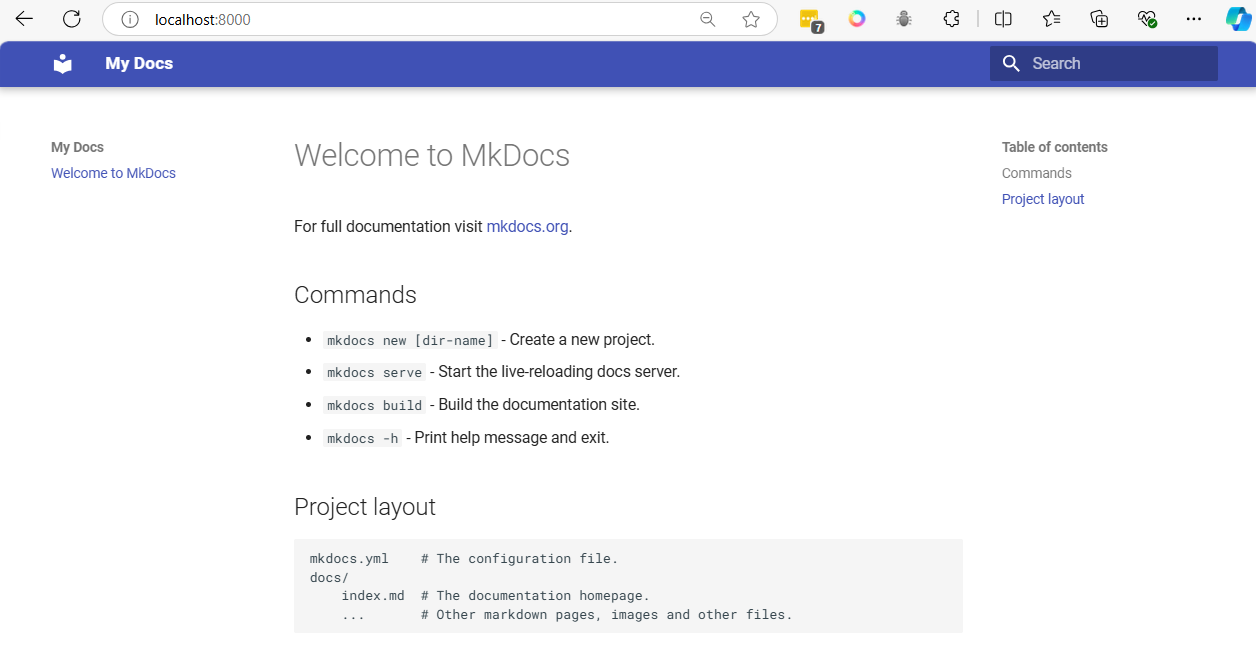 localhost:8000
7
My Docs
Search
My Docs
Welcome to MkDocs
Welcome to MkDocs
For full documentation visit mkdocs.org.
Commands
mkdocs new [dir-name] - Create a new project.
mkdocs serve - Start the live-reloading docs server.
mkdocs build - Build the documentation site.
mkdocs -h - Print help message and exit.
Project layout
mkdocs.yml    # The configuration file.
docs/
    index.md  # The documentation homepage.
    ...       # Other markdown pages, images and other files.
Table of contents
Commands
Project layout